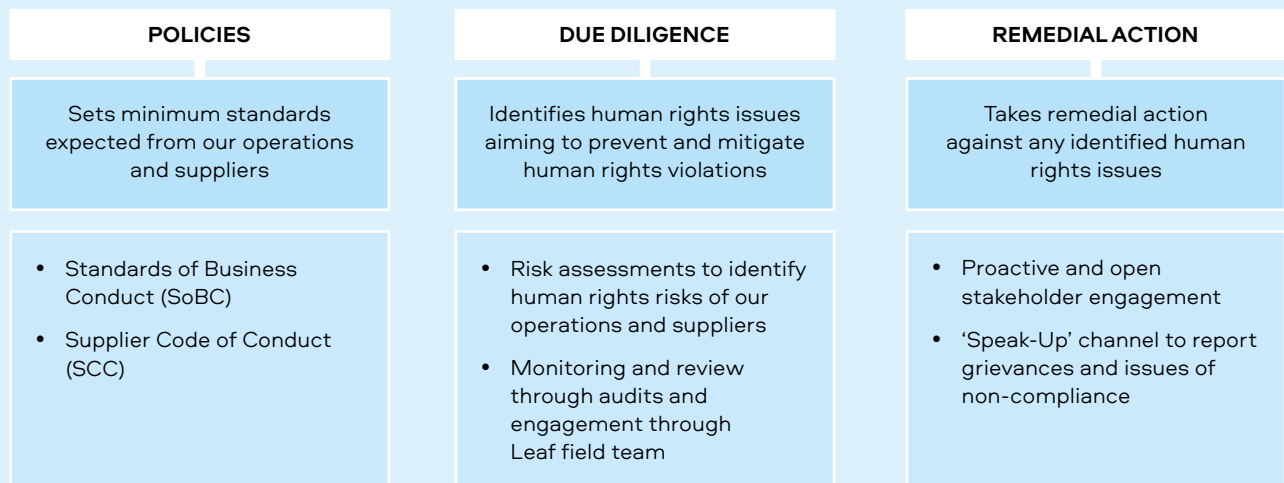 POLICIES
Sets minimum standards
expected from our operations
and suppliers
• Standards of Business
Conduct (SoBC)
• Supplier Code of Conduct
(SCC)
DUE DILIGENCE
Identifies human rights issues
aiming to prevent and mitigate
human rights violations
• Risk assessments to identify
human rights risks of our
operations and suppliers
• Monitoring and review
through audits and
engagement through
Leaf field team
REMEDIAL ACTION
Takes remedial action
against any identified human
rights issues
• Proactive and open
stakeholder engagement
• ‘Speak-Up’ channel to report
grievances and issues of
non-compliance